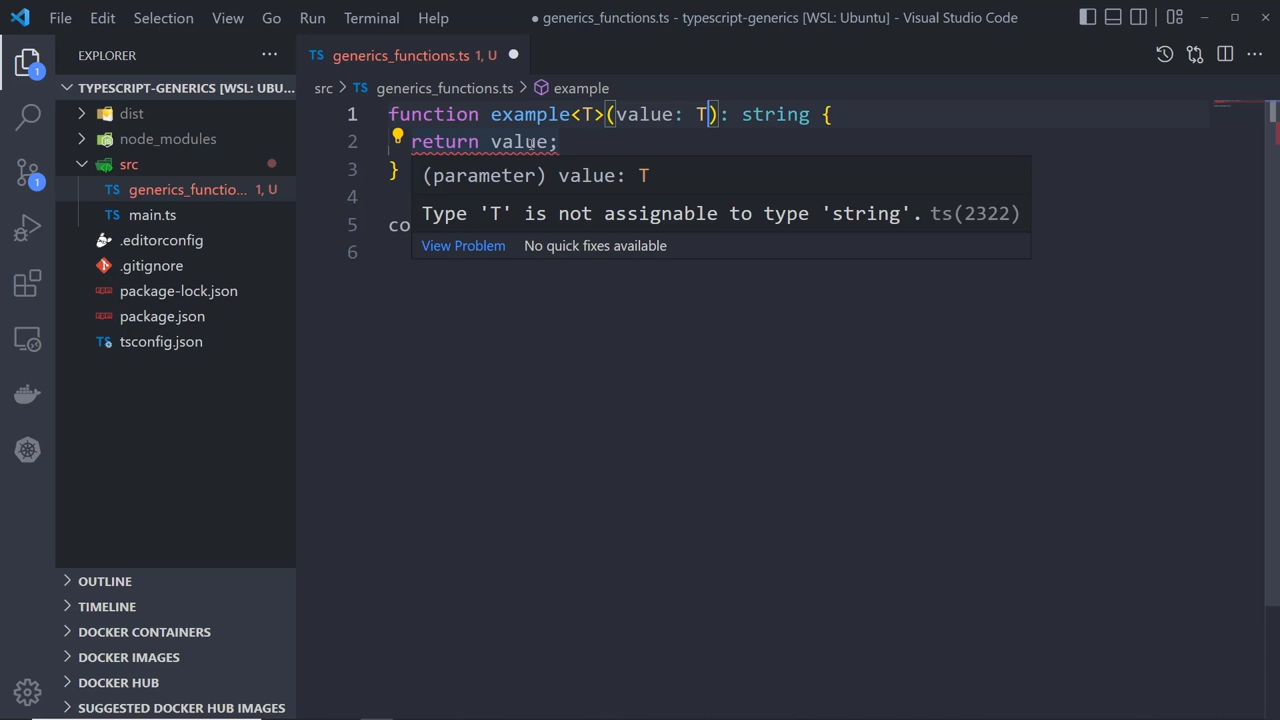 File Edit Selection View Go Run Terminal Help ● generics_functions.ts - typescript-generics [WSL: Ubuntu] - Visual Studio Code
EXPLORER
TYPESCRIPT-GENERICS [WSL: UBU...
dist
node_modules
src
TS generics_functio... 1, U
TS main.ts
.editorconfig
.gitignore
package-lock.json
package.json
TS tsconfig.json
OUTLINE
TIMELINE
DOCKER CONTAINERS
DOCKER IMAGES
DOCKER HUB
SUGGESTED DOCKER HUB IMAGES
1
1
TS generics_functions.ts 1, U
src > TS generics_functions.ts > example
1 function example<T>(value: T): string {
2 return value;
3 }
4
5 co
6
(parameter) value: T
Type 'T' is not assignable to type 'string'. ts(2322)
View Problem No quick fixes available